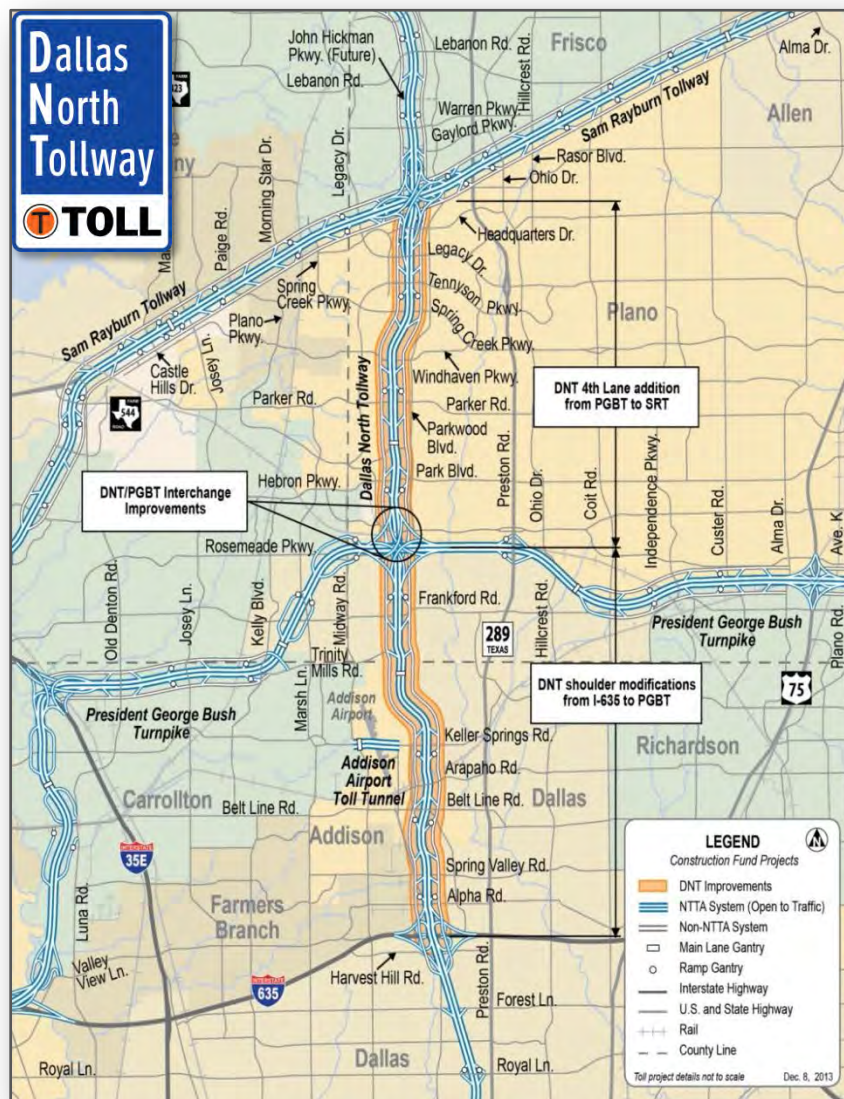 Dallas
North
Tollway
TOLL
John Hickman
Pkwy. (Future)
Lebanon Rd.
Lebanon Rd.
Frisco
Alma Dr.
Hillcrest Rd.
Warren Pkwy.
Gaylord Pkwy.
Sam Rayburn Tollway
Allen
Legacy Dr.
Rasor Blvd.
Ohio Dr.
Morning Star Dr.
Paige Rd.
Headquarters Dr.
Legacy Dr.
Spring
Creek Pkwy.
Tennyson Pkwy.
Plano
Sam Rayburn Tollway
Plano
Pkwy.
Spring Creek Pkwy.
Josey Ln.
Castle
Hills Dr.
Windhaven Pkwy.
DNT 4th Lane addition
from PGBT to SRT
544
Parker Rd.
Parker Rd.
Dallas North Tollway
Parkwood
Blvd.
Preston Rd.
Ohio Dr.
Coit Rd.
Independence Pkwy.
Custer Rd.
Alma Dr.
Ave. K
Hebron Pkwy.
Park Blvd.
DNT/PGBT Interchange
Improvements
Rosemeade Pkwy.
Old Denton Rd.
Josey Ln.
Kelly Blvd.
Midway Rd.
Frankford Rd.
289
TEXAS
Hillcrest Rd.
President George Bush
Turnpike
Plano Rd.
Trinity
Mills Rd.
Marsh Ln.
DNT shoulder modifications
from I-635 to PGBT
75
President George Bush
Turnpike
Addison
Airport
Keller Springs Rd.
Richardson
Addison
Airport
Toll Tunnel
Arapaho Rd.
Carrollton
Belt Line Rd.
Belt Line Rd.
Dallas
Addison
INTERSTATE
35E
Spring Valley Rd.
Alpha Rd.
Luna Rd.
Farmers
Branch
Valley
View Ln.
Harvest Hill Rd.
INTERSTATE
635
Preston Rd.
Forest Ln.
Dallas
Royal Ln.
Royal Ln.
LEGEND
Construction Fund Projects
DNT Improvements
NTTA System (Open to Traffic)
Non-NTTA System
Main Lane Gantry
Ramp Gantry
Interstate Highway
U.S. and State Highway
Rail
County Line
Toll project details not to scale
Dec. 8, 2013